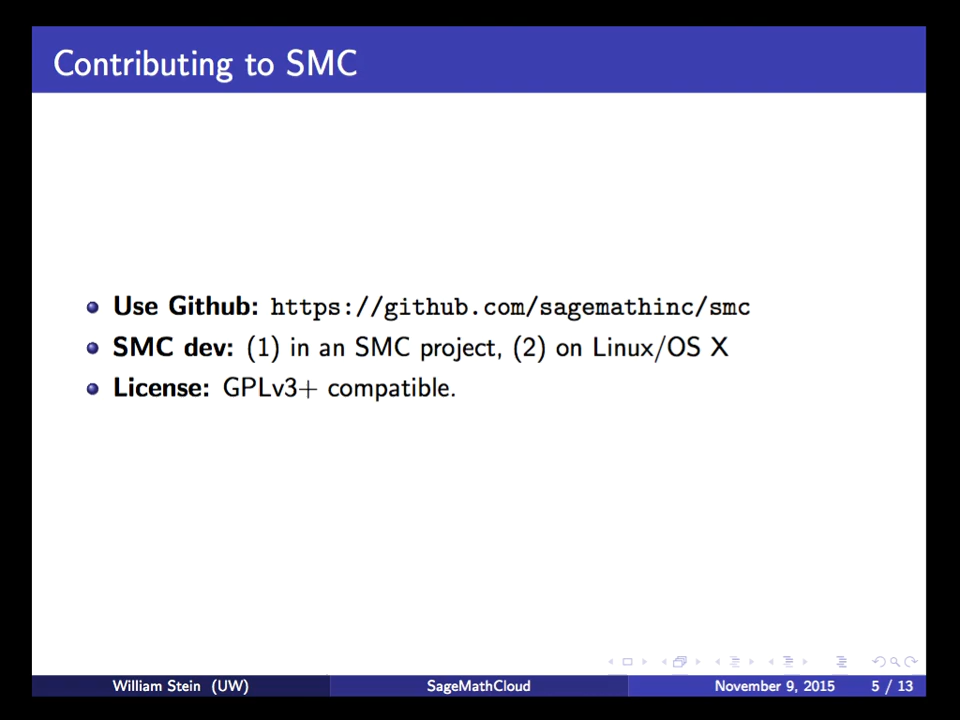 Contributing to SMC
Use Github: https://github.com/sagemathinc/smc
SMC dev: (1) in an SMC project, (2) on Linux/OS X
License: GPLv3+ compatible.
William Stein (UW) SageMathCloud November 9, 2015 5 / 13